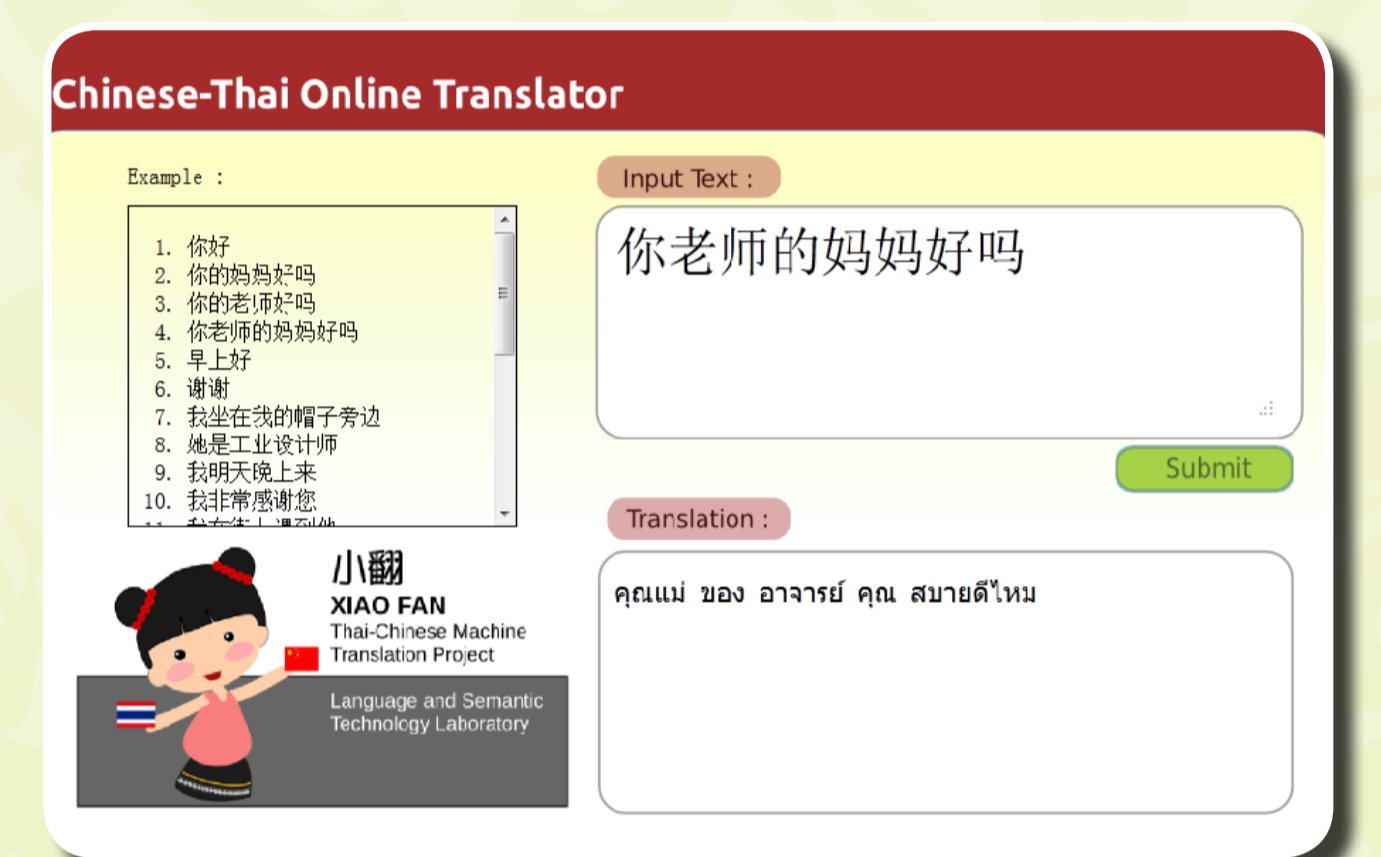 Chinese-Thai Online Translator
Example :
1. 你好
2. 你的妈妈好吗
3. 你的老师好吗
4. 你老师的妈妈好吗
5. 早上好
6. 谢谢
7. 我坐在我的帽子旁边
8. 她是工业设计师
9. 我明天晚上来
10. 我非常感谢您
小翻
XIAO FAN
Thai-Chinese Machine
Translation Project
Language and Semantic
Technology Laboratory
Input Text :
你老师的妈妈好吗
Submit
Translation :
คุณแม่ ของ อาจารย์ คุณ สบายดีไหม